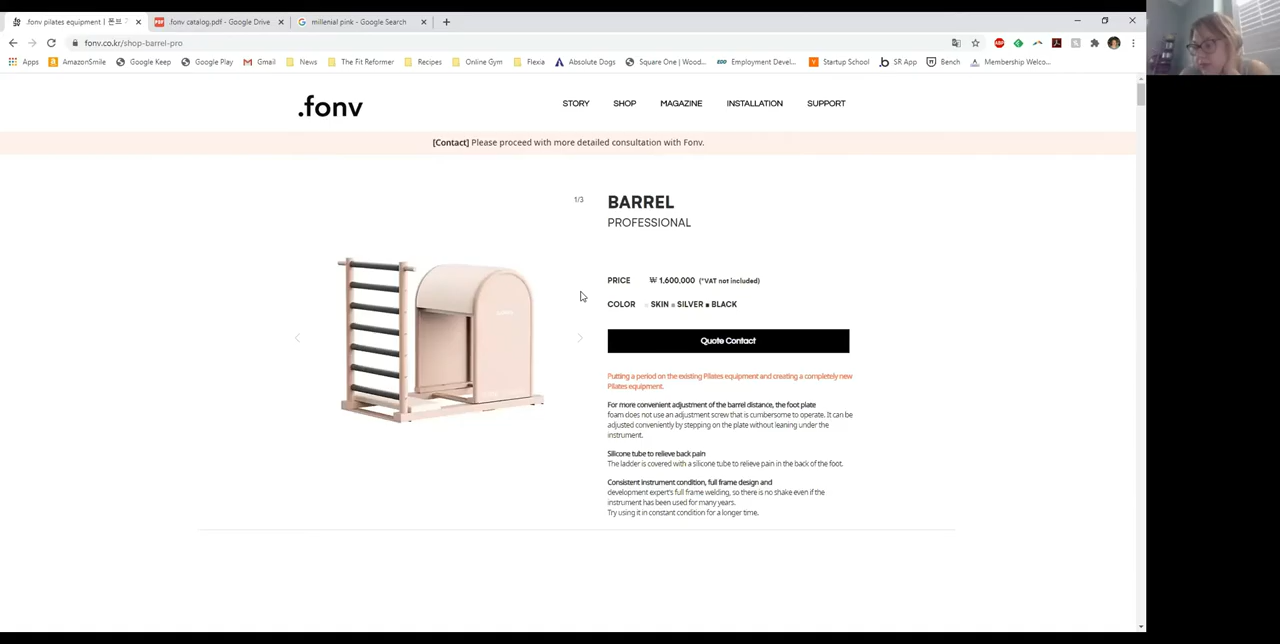 .fonv pilates equipment | 폰브
.fonv catalog.pdf - Google Drive
millenial pink - Google Search
fonv.co.kr/shop-barrel-pro
Apps
AmazonSmile
Google Keep
Google Play
Gmail
News
The Fit Reformer
Recipes
Online Gym
Flexia
Absolute Dogs
Square One | Wood...
Employment Devel...
Startup School
SR App
Bench
Membership Welco...
.fonv
STORY
SHOP
MAGAZINE
INSTALLATION
SUPPORT
[Contact] Please proceed with more detailed consultation with Fonv.
1/3
BARREL
PROFESSIONAL
PRICE ₩ 1,600,000 (*VAT not included)
COLOR SKIN SILVER BLACK
Quote Contact
Putting a period on the existing Pilates equipment and creating a completely new
Pilates equipment.
For more convenient adjustment of the barrel distance, the foot plate
foam does not use an adjustment screw that is cumbersome to operate. It can be
adjusted conveniently by stepping on the plate without leaning under the
instrument.
Silicone tube to relieve back pain
The ladder is covered with a silicone tube to relieve pain in the back of the foot.
Consistent instrument condition, full frame design and
development expert's full frame welding, so there is no shake even if the
instrument has been used for many years.
Try using it in constant condition for a longer time.